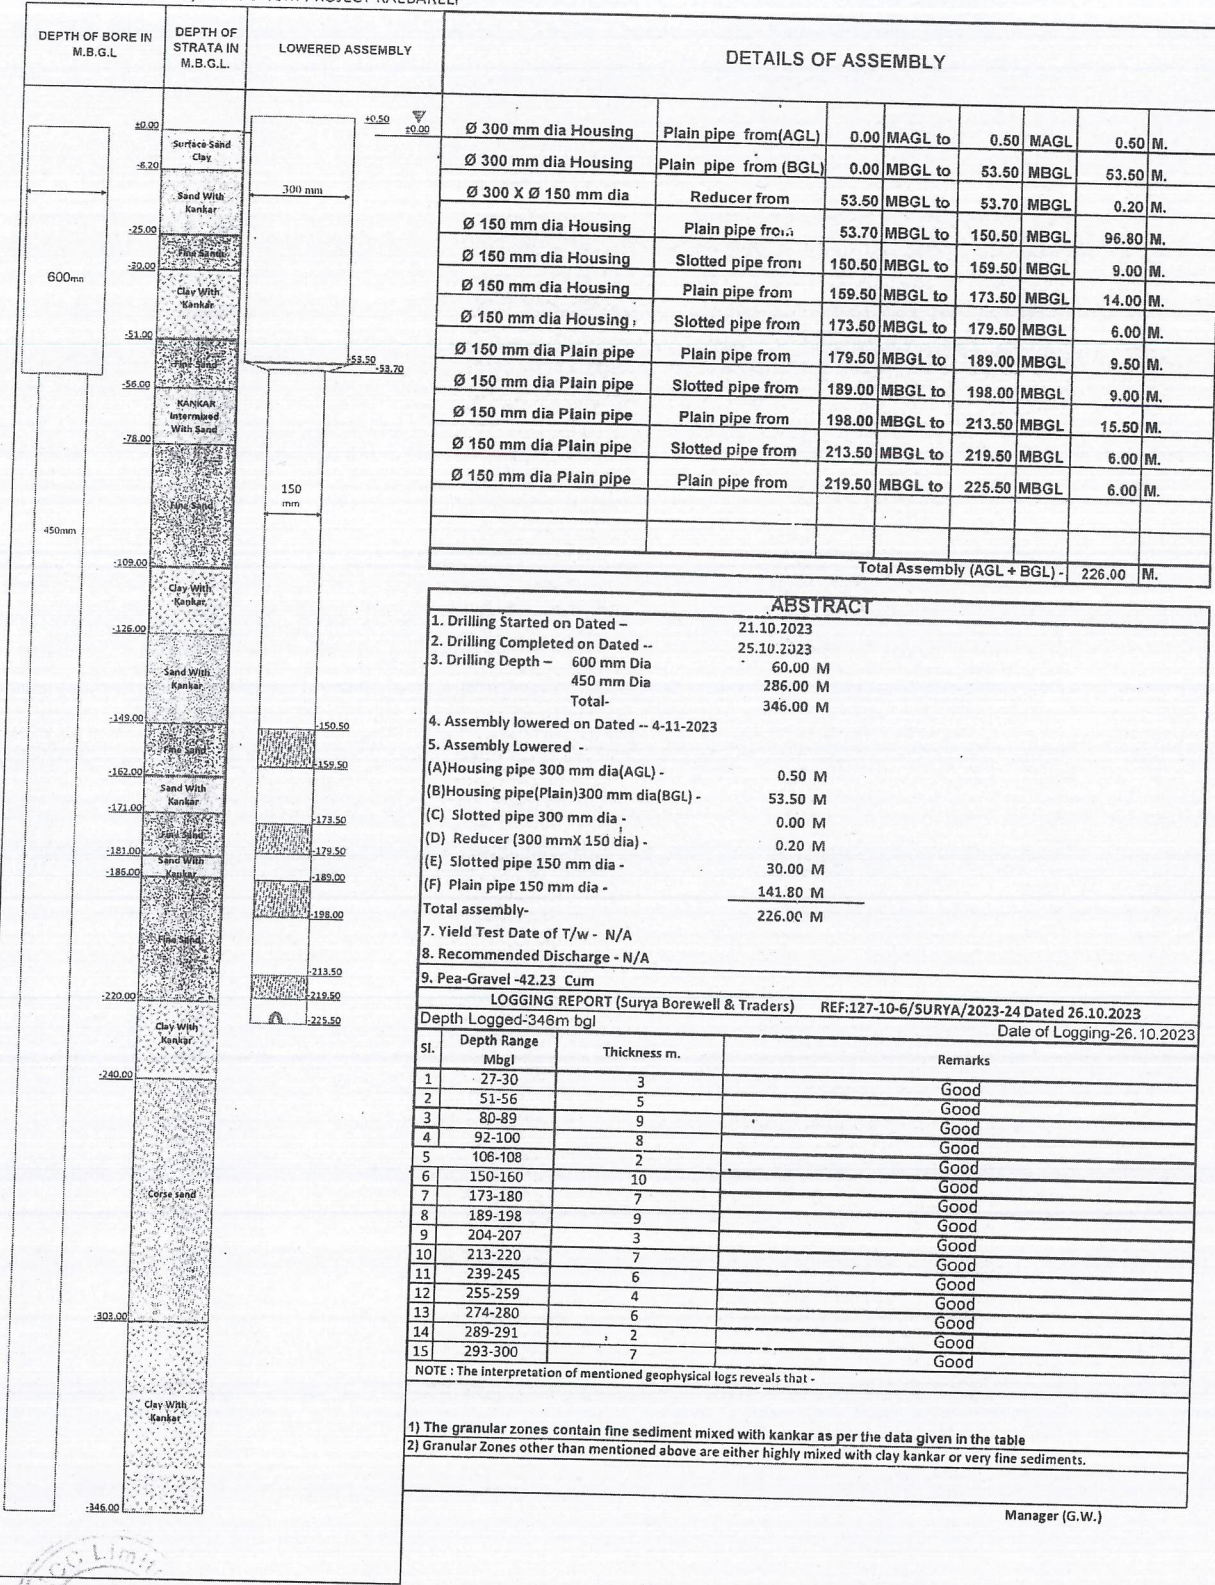 PROJECT RAEBARELI
DEPTH OF BORE IN M.B.G.L
DEPTH OF STRATA IN M.B.G.L.
LOWERED ASSEMBLY
DETAILS OF ASSEMBLY
±0.00
Surface Sand Clay
-6.20
Sand With Kankar
-25.00
Fine Sand
-30.00
Clay With Kankar
-51.00
Fine Sand
-56.00
KANKAR Intermixed With Sand
-78.00
Fine Sand
-109.00
Clay With Kankar
-126.00
Sand With Kankar
-149.00
Fine Sand
-162.00
Sand With Kankar
-171.00
Fine Sand
-181.00
Sand With Kankar
-186.00
Fine Sand
-220.00
Clay With Kankar
-240.00
Corse sand
-303.00
Clay With Kankar
-346.00
600mm
450mm
+0.50
±0.00
300 mm
-53.50
-53.70
150 mm
-150.50
-159.50
-173.50
-179.50
-189.00
-198.00
-213.50
-219.50
-225.50
Ø 300 mm dia Housing Plain pipe from(AGL) 0.00 MAGL to 0.50 MAGL 0.50 M.
Ø 300 mm dia Housing Plain pipe from (BGL) 0.00 MBGL to 53.50 MBGL 53.50 M.
Ø 300 X Ø 150 mm dia Reducer from 53.50 MBGL to 53.70 MBGL 0.20 M.
Ø 150 mm dia Housing Plain pipe from 53.70 MBGL to 150.50 MBGL 96.80 M.
Ø 150 mm dia Housing Slotted pipe from 150.50 MBGL to 159.50 MBGL 9.00 M.
Ø 150 mm dia Housing Plain pipe from 159.50 MBGL to 173.50 MBGL 14.00 M.
Ø 150 mm dia Housing Slotted pipe from 173.50 MBGL to 179.50 MBGL 6.00 M.
Ø 150 mm dia Plain pipe Plain pipe from 179.50 MBGL to 189.00 MBGL 9.50 M.
Ø 150 mm dia Plain pipe Slotted pipe from 189.00 MBGL to 198.00 MBGL 9.00 M.
Ø 150 mm dia Plain pipe Plain pipe from 198.00 MBGL to 213.50 MBGL 15.50 M.
Ø 150 mm dia Plain pipe Slotted pipe from 213.50 MBGL to 219.50 MBGL 6.00 M.
Ø 150 mm dia Plain pipe Plain pipe from 219.50 MBGL to 225.50 MBGL 6.00 M.
Total Assembly (AGL + BGL) - 226.00 M.
ABSTRACT
1. Drilling Started on Dated – 21.10.2023
2. Drilling Completed on Dated -- 25.10.2023
3. Drilling Depth – 600 mm Dia 60.00 M
450 mm Dia 286.00 M
Total- 346.00 M
4. Assembly lowered on Dated -- 4-11-2023
5. Assembly Lowered -
(A)Housing pipe 300 mm dia(AGL) - 0.50 M
(B)Housing pipe(Plain)300 mm dia(BGL) - 53.50 M
(C) Slotted pipe 300 mm dia - 0.00 M
(D) Reducer (300 mmX 150 dia) - 0.20 M
(E) Slotted pipe 150 mm dia - 30.00 M
(F) Plain pipe 150 mm dia - 141.80 M
Total assembly- 226.00 M
7. Yield Test Date of T/w - N/A
8. Recommended Discharge - N/A
9. Pea-Gravel -42.23 Cum
LOGGING REPORT (Surya Borewell & Traders) REF:127-10-6/SURYA/2023-24 Dated 26.10.2023
Depth Logged-346m bgl Date of Logging-26.10.2023
Sl. Depth Range Mbgl Thickness m. Remarks
1 27-30 3 Good
2 51-56 5 Good
3 80-89 9 Good
4 92-100 8 Good
5 106-108 2 Good
6 150-160 10 Good
7 173-180 7 Good
8 189-198 9 Good
9 204-207 3 Good
10 213-220 7 Good
11 239-245 6 Good
12 255-259 4 Good
13 274-280 6 Good
14 289-291 2 Good
15 293-300 7 Good
NOTE : The interpretation of mentioned geophysical logs reveals that -
1) The granular zones contain fine sediment mixed with kankar as per the data given in the table
2) Granular Zones other than mentioned above are either highly mixed with clay kankar or very fine sediments.
Manager (G.W.)